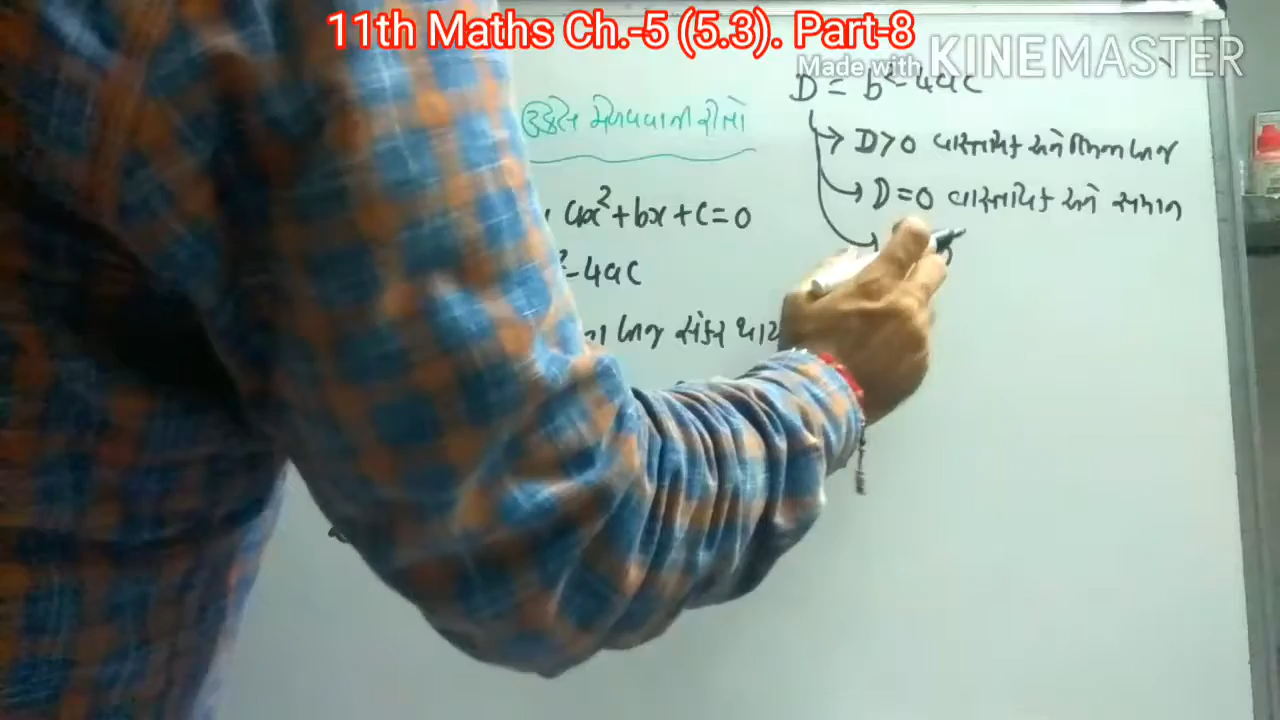 11th Maths Ch.-5 (5.3). Part-8
Made with KINEMASTER
ઉકેલ મેળવવાની રીતો
ax²+bx+c=0
²-4ac
બીજ સંકર થાય
D = b²-4ac
D>0 વાસ્તવિક અને ભિન્ન બીજ
D=0 વાસ્તવિક અને સમાન